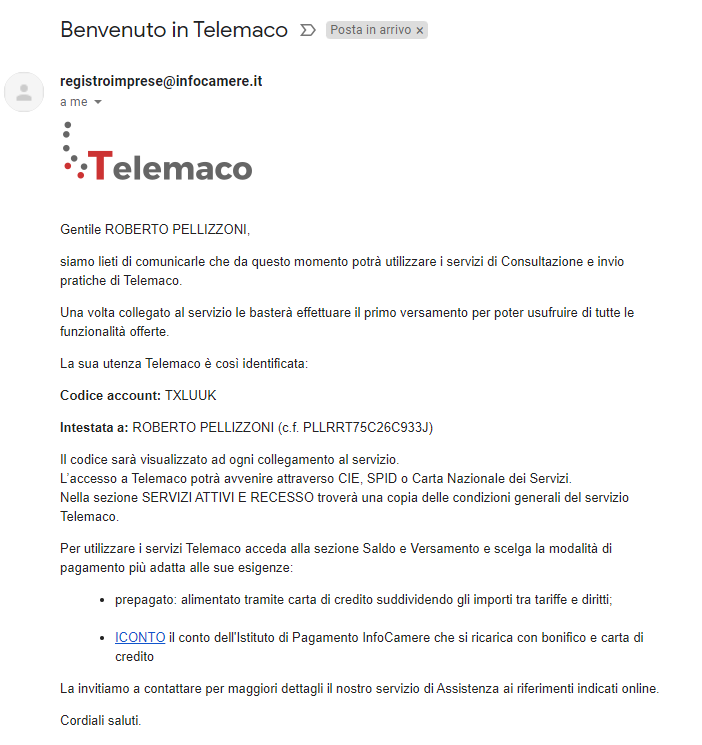 Benvenuto in Telemaco
Posta in arrivo ×
registroimprese@infocamere.it
a me
Telemaco
Gentile ROBERTO PELLIZZONI,
siamo lieti di comunicarle che da questo momento potrà utilizzare i servizi di Consultazione e invio
pratiche di Telemaco.
Una volta collegato al servizio le basterà effettuare il primo versamento per poter usufruire di tutte le
funzionalità offerte.
La sua utenza Telemaco è così identificata:
Codice account: TXLUUK
Intestata a: ROBERTO PELLIZZONI (c.f. PLLRRT75C26C933J)
Il codice sarà visualizzato ad ogni collegamento al servizio.
L'accesso a Telemaco potrà avvenire attraverso CIE, SPID o Carta Nazionale dei Servizi.
Nella sezione SERVIZI ATTIVI E RECESSO troverà una copia delle condizioni generali del servizio
Telemaco.
Per utilizzare i servizi Telemaco acceda alla sezione Saldo e Versamento e scelga la modalità di
pagamento più adatta alle sue esigenze:
• prepagato: alimentato tramite carta di credito suddividendo gli importi tra tariffe e diritti;
• ICONTO il conto dell'Istituto di Pagamento InfoCamere che si ricarica con bonifico e carta di
credito
La invitiamo a contattare per maggiori dettagli il nostro servizio di Assistenza ai riferimenti indicati online.
Cordiali saluti.